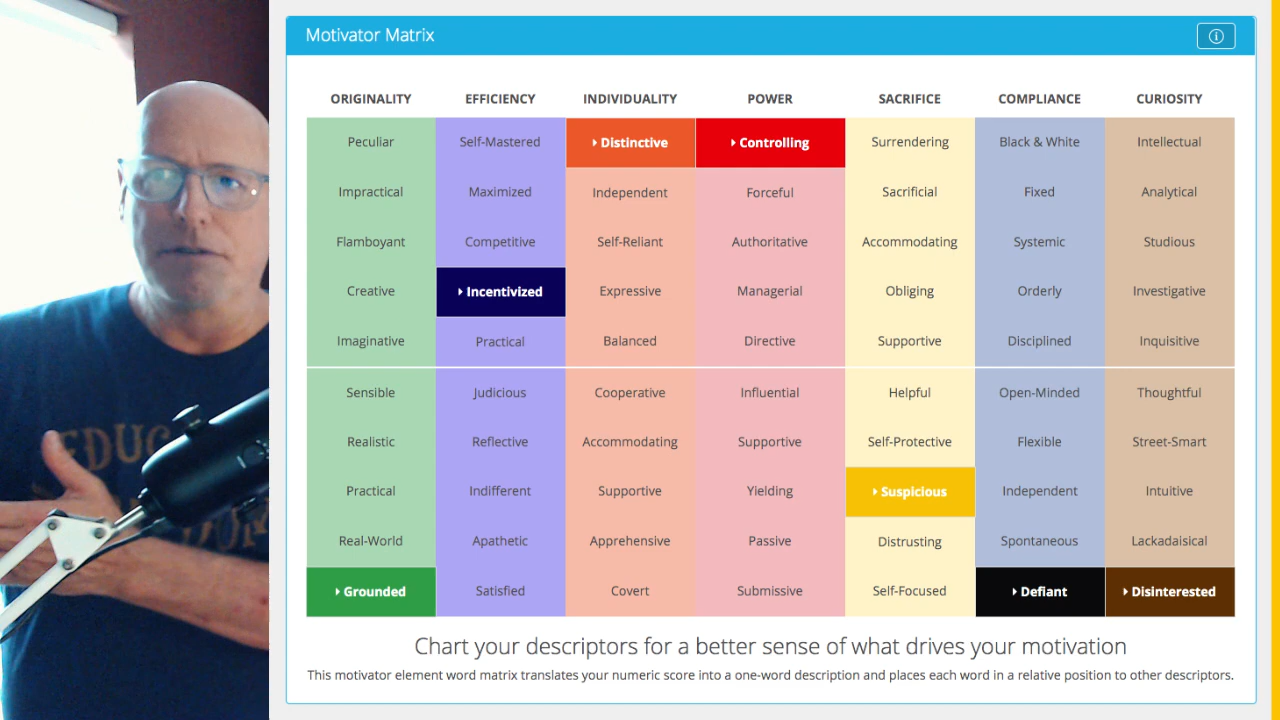 Motivator Matrix
ORIGINALITY EFFICIENCY INDIVIDUALITY POWER SACRIFICE COMPLIANCE CURIOSITY
Peculiar Self-Mastered Distinctive Controlling Surrendering Black & White Intellectual
Impractical Maximized Independent Forceful Sacrificial Fixed Analytical
Flamboyant Competitive Self-Reliant Authoritative Accommodating Systemic Studious
Creative Incentivized Expressive Managerial Obliging Orderly Investigative
Imaginative Practical Balanced Directive Supportive Disciplined Inquisitive
Sensible Judicious Cooperative Influential Helpful Open-Minded Thoughtful
Realistic Reflective Accommodating Supportive Self-Protective Flexible Street-Smart
Practical Indifferent Supportive Yielding Suspicious Independent Intuitive
Real-World Apathetic Apprehensive Passive Distrusting Spontaneous Lackadaisical
Grounded Satisfied Covert Submissive Self-Focused Defiant Disinterested
Chart your descriptors for a better sense of what drives your motivation
This motivator element word matrix translates your numeric score into a one-word description and places each word in a relative position to other descriptors.